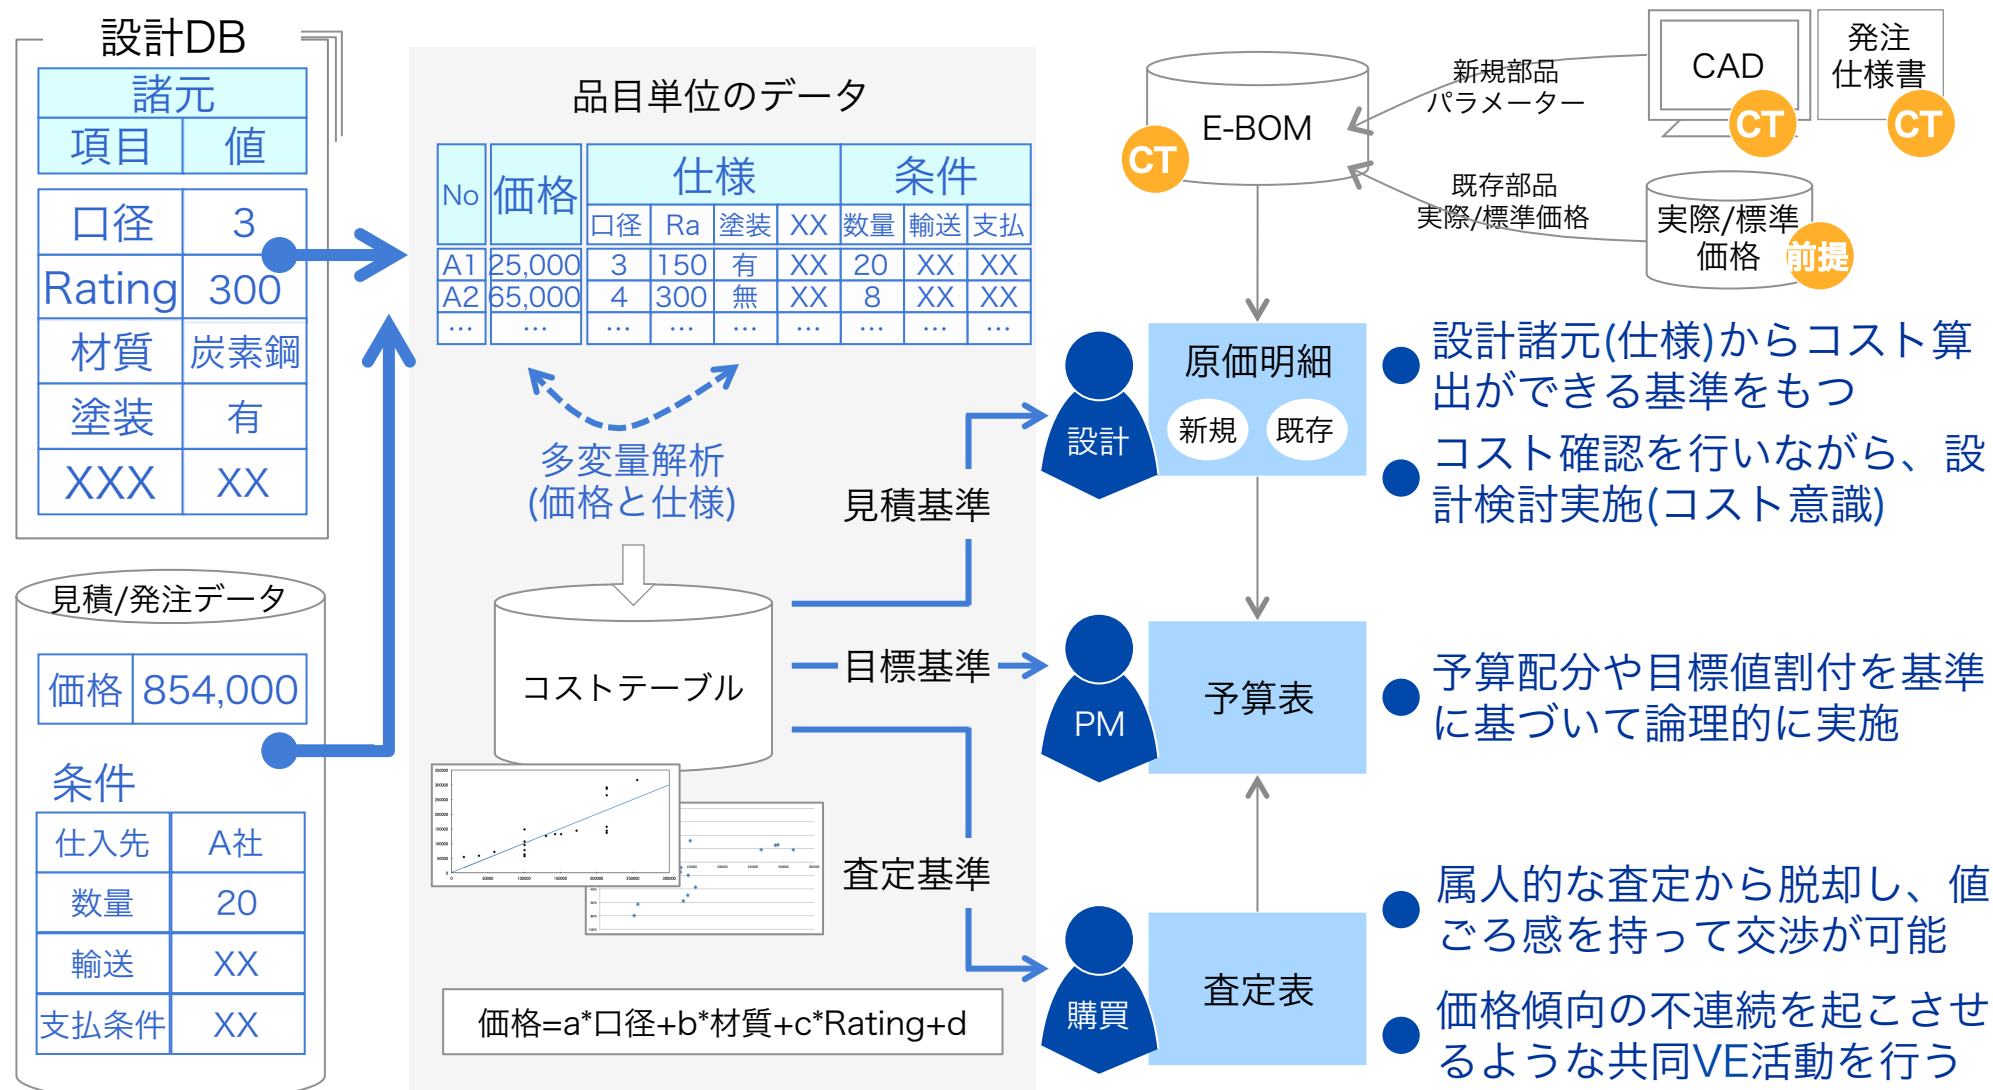 設計DB
諸元
項目 値
口径 3
Rating 300
材質 炭素鋼
塗装 有
XXX XX
見積/発注データ
価格 854,000
条件
仕入先 A社
数量 20
輸送 XX
支払条件 XX
品目単位のデータ
No 価格 仕様 条件
口径 Ra 塗装 XX 数量 輸送 支払
A1 25,000 3 150 有 XX 20 XX XX
A2 65,000 4 300 無 XX 8 XX XX
… … … … … … … … …
多変量解析
(価格と仕様)
コストテーブル
見積基準
目標基準
査定基準
価格=a*口径+b*材質+c*Rating+d
E-BOM
CT
新規部品
パラメーター
CAD
CT
発注
仕様書
CT
既存部品
実際/標準価格
実際/標準
価格
前提
設計
原価明細
新規 既存
設計諸元(仕様)からコスト算
出ができる基準をもつ
コスト確認を行いながら、設
計検討実施(コスト意識)
PM
予算表
予算配分や目標値割付を基準
に基づいて論理的に実施
購買
査定表
属人的な査定から脱却し、値
ごろ感を持って交渉が可能
価格傾向の不連続を起こさせ
るような共同VE活動を行う